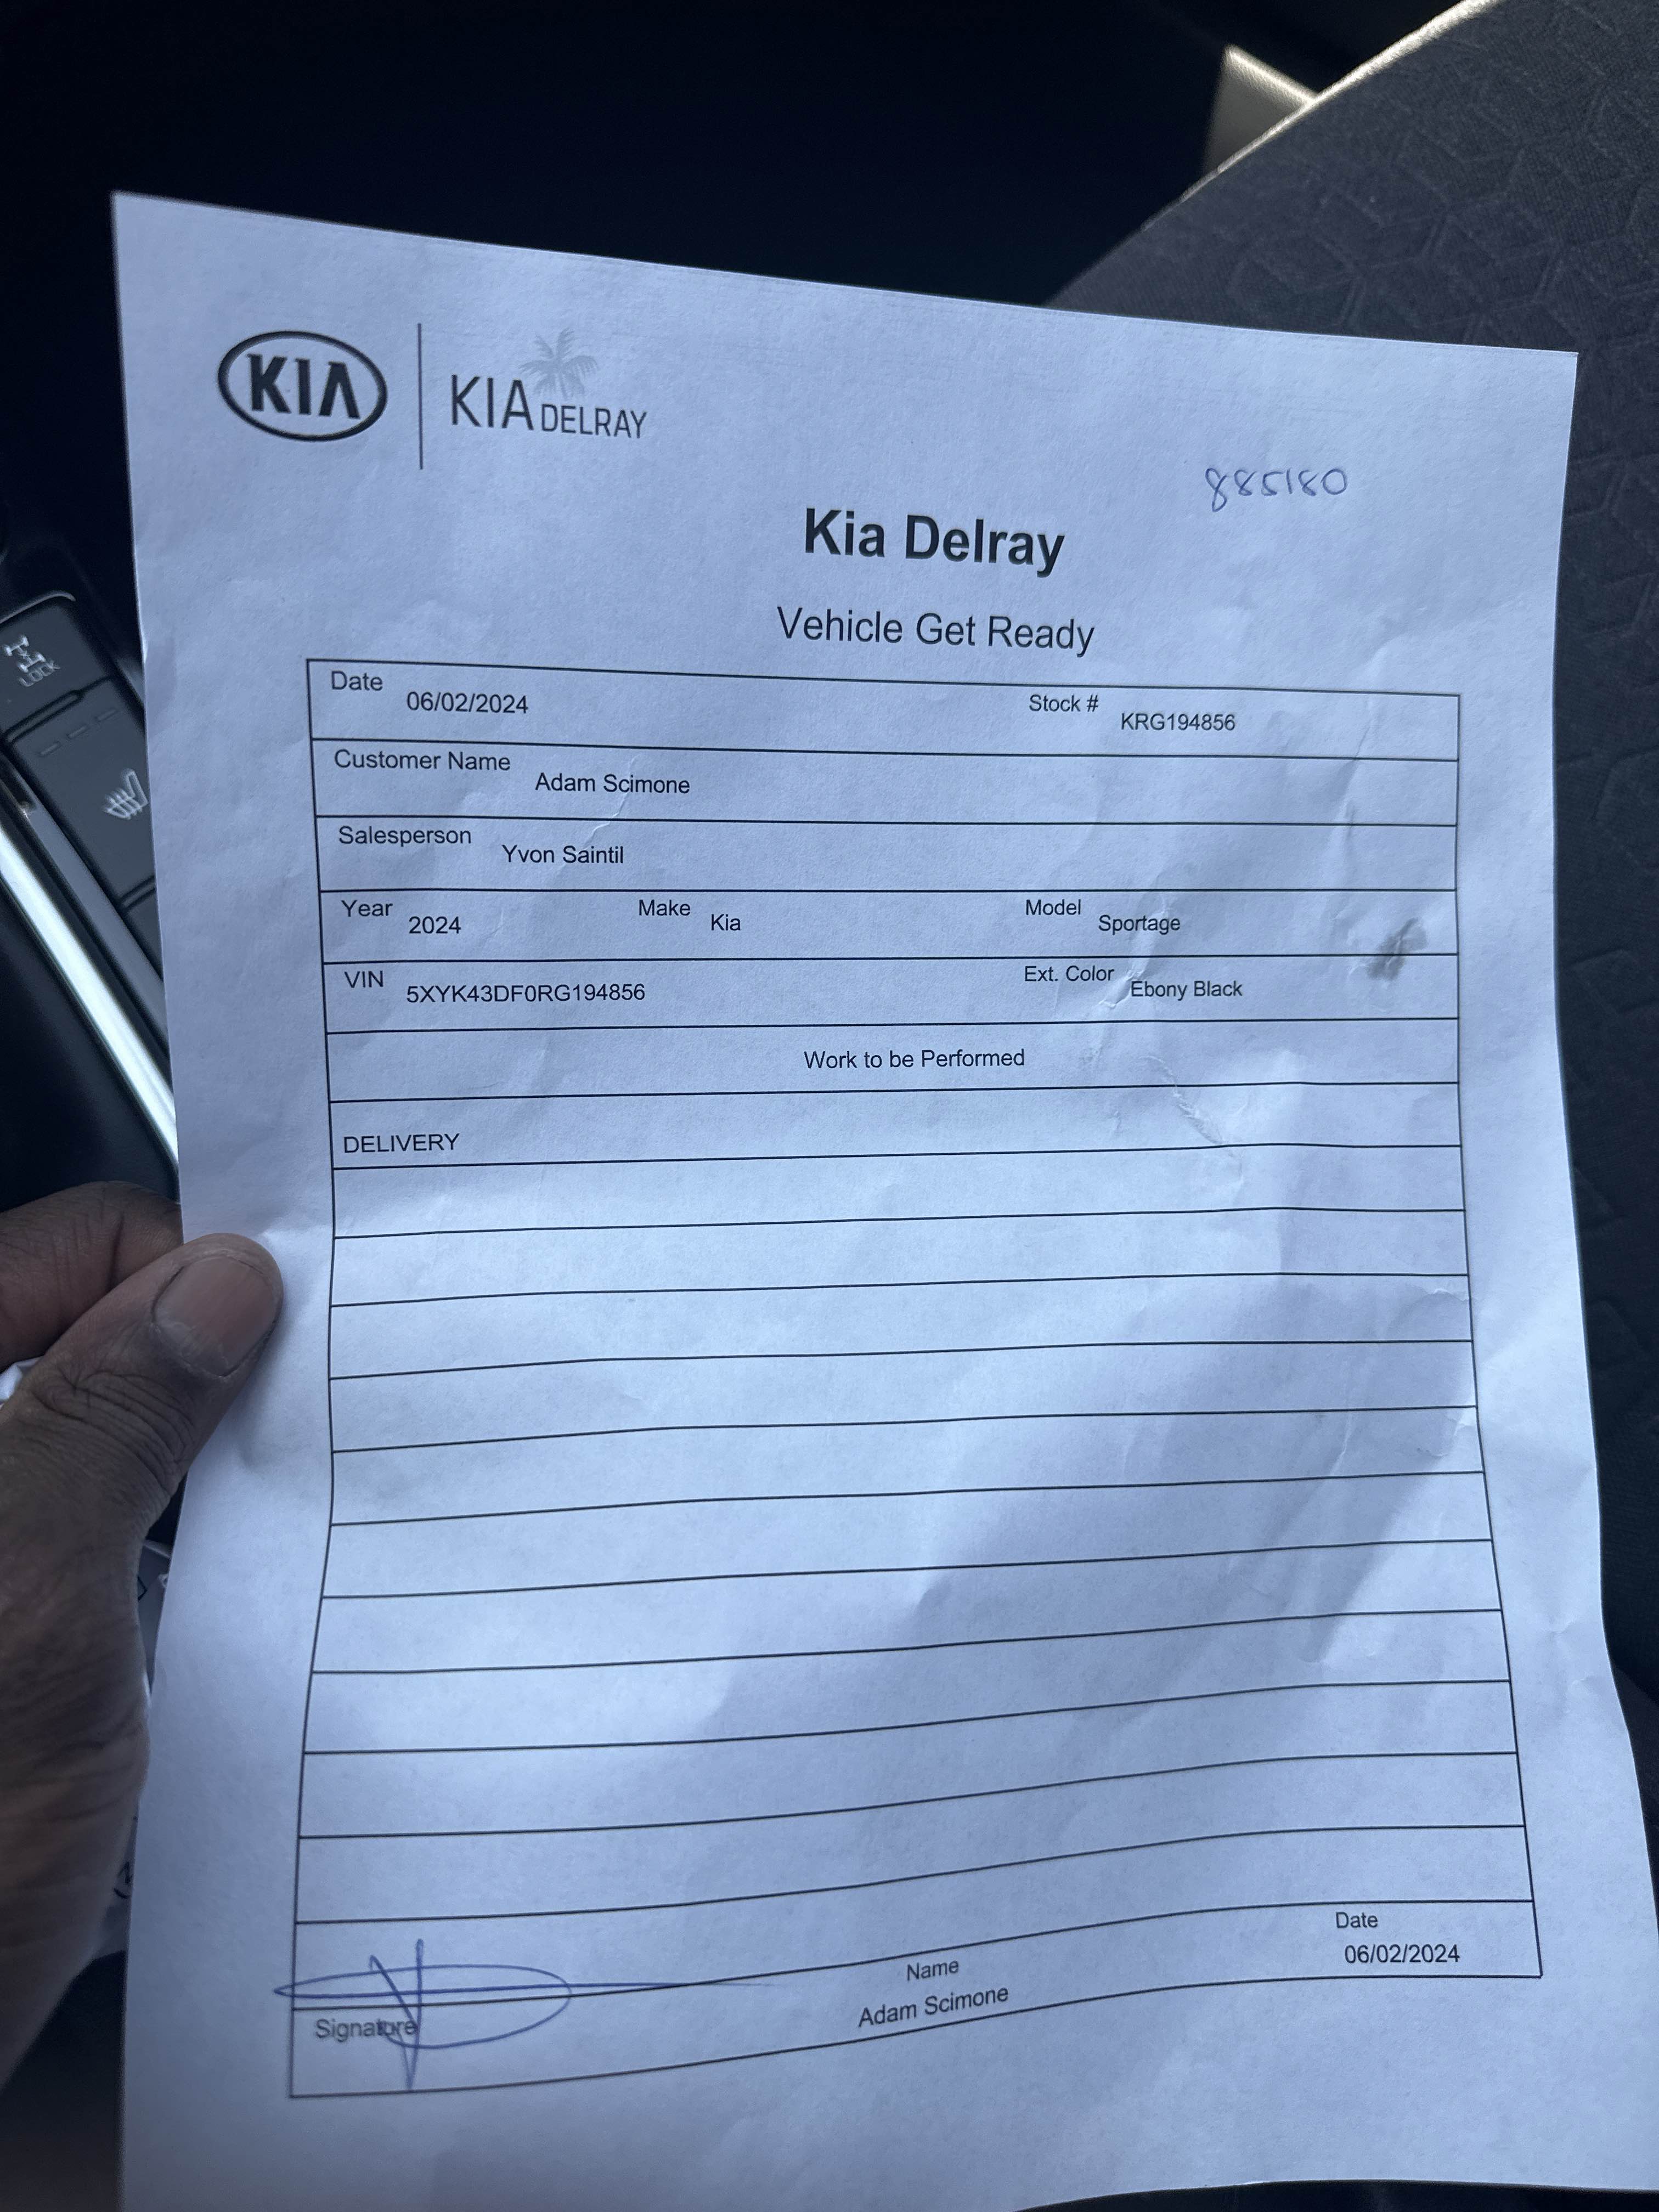 KIA
KIA DELRAY
885180
Kia Delray
Vehicle Get Ready
Date 06/02/2024 Stock # KRG194856
Customer Name Adam Scimone
Salesperson Yvon Saintil
Year 2024 Make Kia Model Sportage
VIN 5XYK43DF0RG194856 Ext. Color Ebony Black
Work to be Performed
DELIVERY
Signature Name Adam Scimone Date 06/02/2024
LOCK